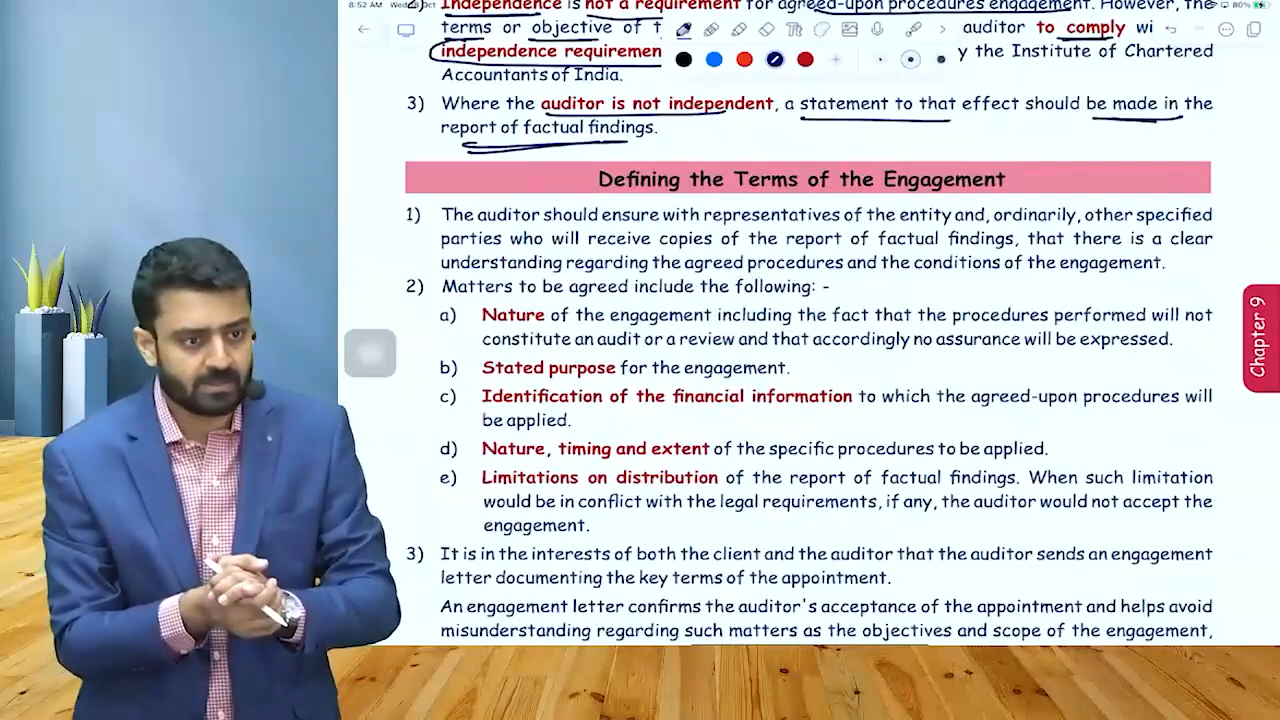 8:52 AM Wed Oct 80%
Independence is not a requirement for agreed-upon procedures engagement. However, the
terms or objective of t auditor to comply wi
independence requiremen y the Institute of Chartered
Accountants of India.
3) Where the auditor is not independent, a statement to that effect should be made in the
report of factual findings.
Defining the Terms of the Engagement
1) The auditor should ensure with representatives of the entity and, ordinarily, other specified
parties who will receive copies of the report of factual findings, that there is a clear
understanding regarding the agreed procedures and the conditions of the engagement.
2) Matters to be agreed include the following: -
a) Nature of the engagement including the fact that the procedures performed will not
constitute an audit or a review and that accordingly no assurance will be expressed.
b) Stated purpose for the engagement.
c) Identification of the financial information to which the agreed-upon procedures will
be applied.
d) Nature, timing and extent of the specific procedures to be applied.
e) Limitations on distribution of the report of factual findings. When such limitation
would be in conflict with the legal requirements, if any, the auditor would not accept the
engagement.
3) It is in the interests of both the client and the auditor that the auditor sends an engagement
letter documenting the key terms of the appointment.
An engagement letter confirms the auditor's acceptance of the appointment and helps avoid
misunderstanding regarding such matters as the objectives and scope of the engagement,
Chapter 9